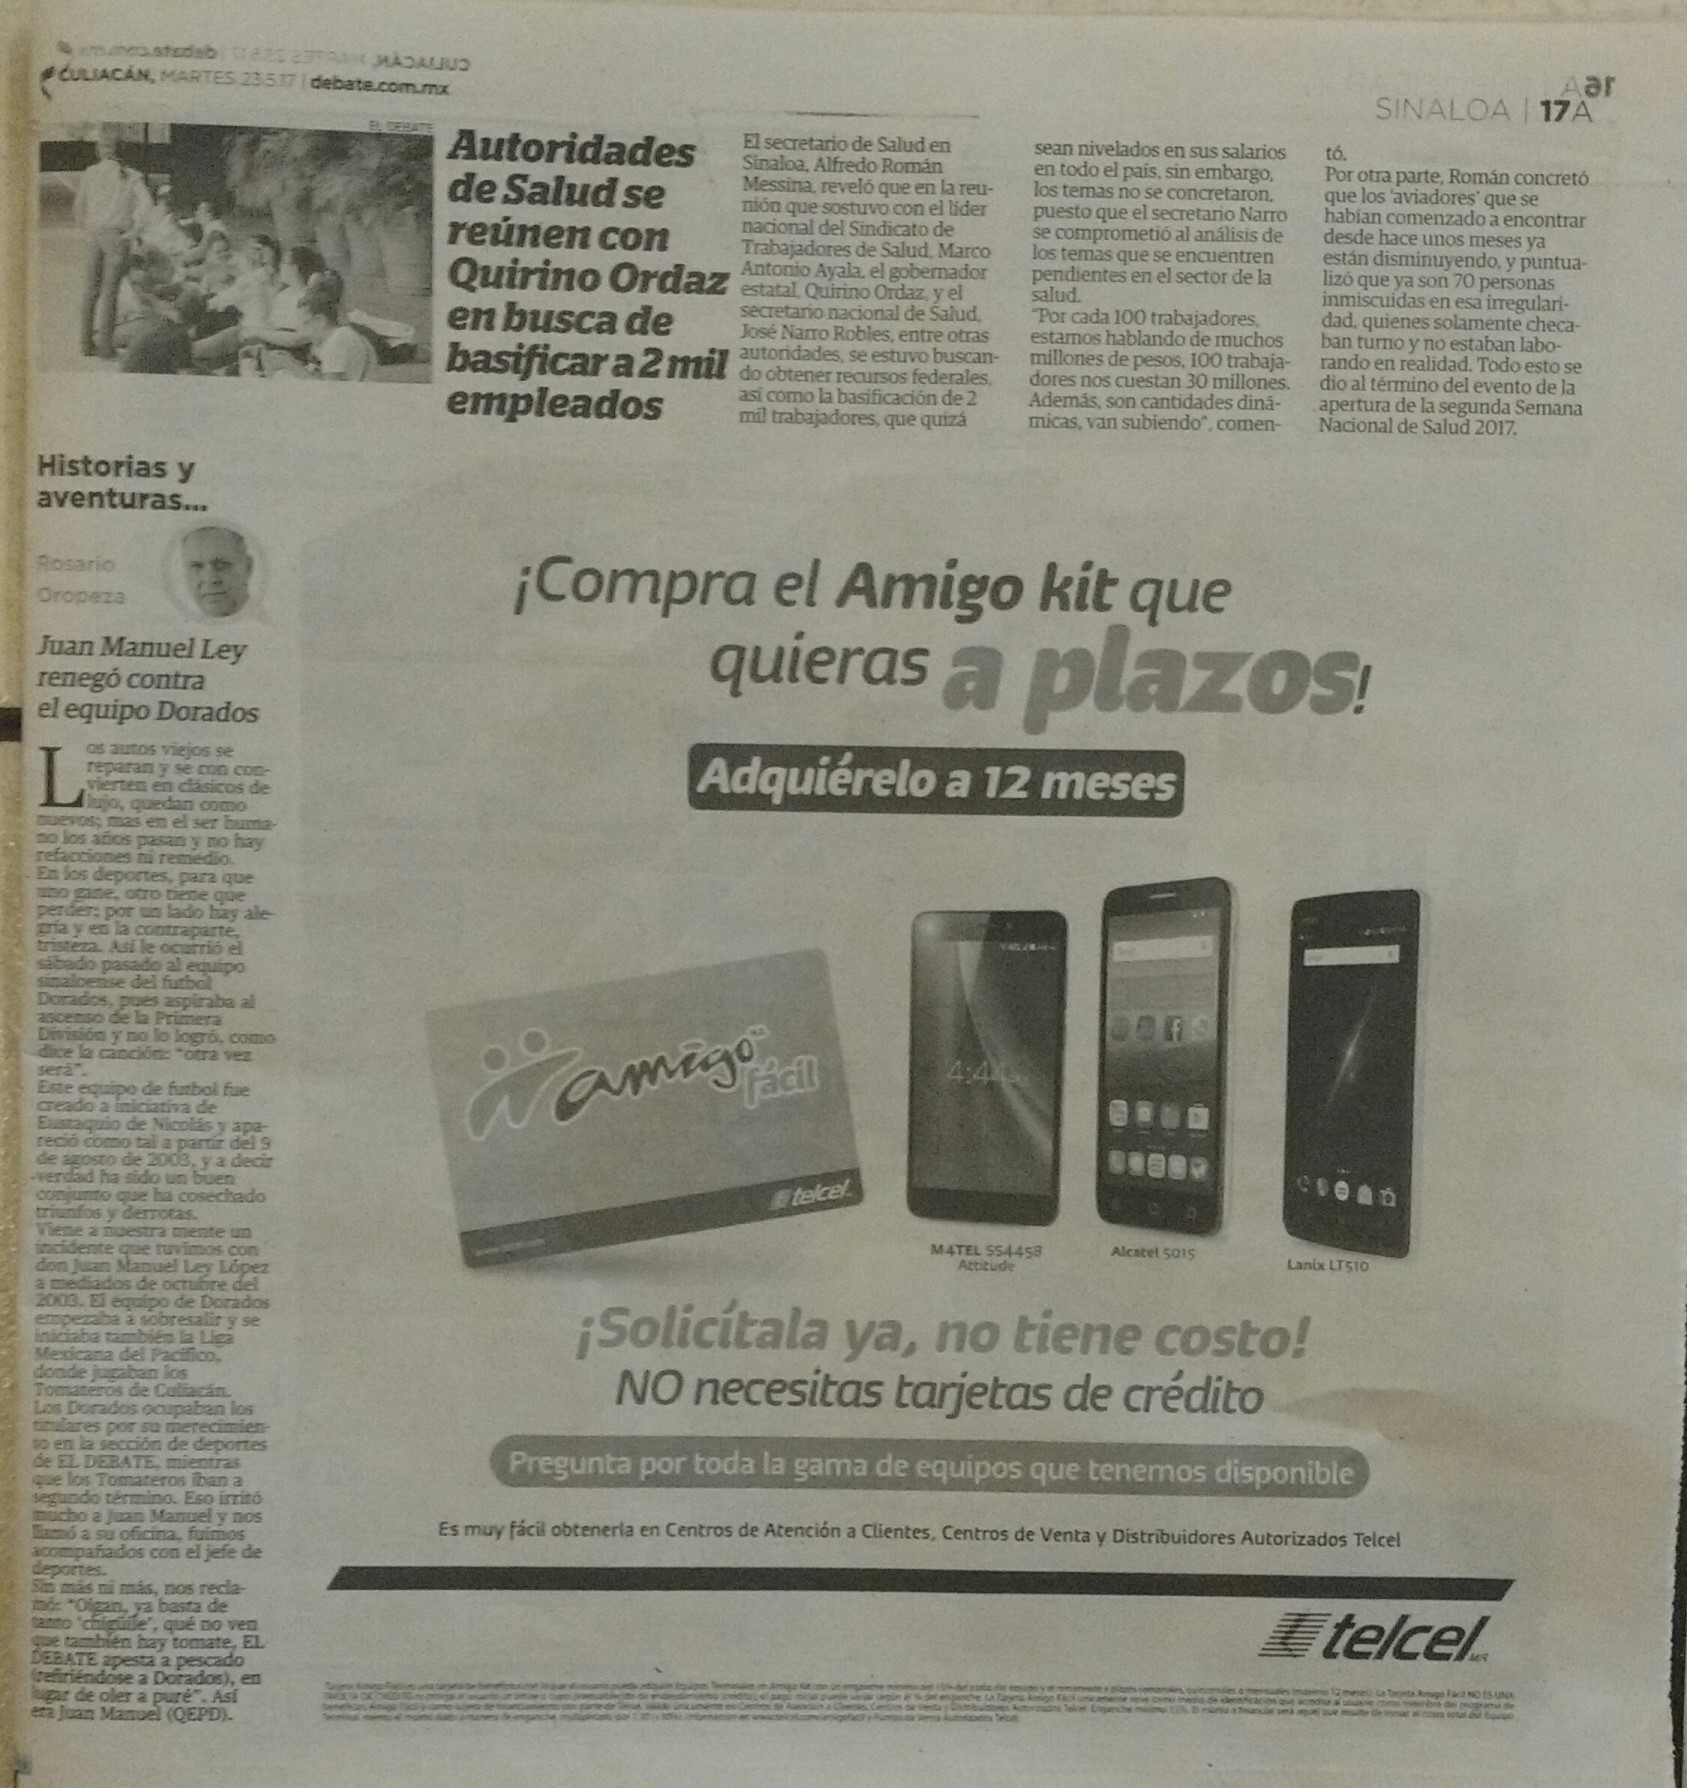 CULIACÁN, MARTES 23.5.17 | debate.com.mx
SINALOA | 17A
EL DEBATE
Autoridades
de Salud se
reúnen con
Quirino Ordaz
en busca de
basificar a 2 mil
empleados
El secretario de Salud en
Sinaloa, Alfredo Román
Messina, reveló que en la reu-
nión que sostuvo con el líder
nacional del Sindicato de
Trabajadores de Salud, Marco
Antonio Ayala, el gobernador
estatal, Quirino Ordaz, y el
secretario nacional de Salud,
José Narro Robles, entre otras
autoridades, se estuvo buscan-
do obtener recursos federales,
así como la basificación de 2
mil trabajadores, que quizá
sean nivelados en sus salarios
en todo el país, sin embargo,
los temas no se concretaron,
puesto que el secretario Narro
se comprometió al análisis de
los temas que se encuentren
pendientes en el sector de la
salud.
"Por cada 100 trabajadores,
estamos hablando de muchos
millones de pesos, 100 trabaja-
dores nos cuestan 30 millones.
Además, son cantidades diná-
micas, van subiendo", comen-
tó.
Por otra parte, Román concretó
que los 'aviadores' que se
habían comenzado a encontrar
desde hace unos meses ya
están disminuyendo, y puntua-
lizó que ya son 70 personas
inmiscuidas en esa irregulari-
dad, quienes solamente checa-
ban turno y no estaban labo-
rando en realidad. Todo esto se
dio al término del evento de la
apertura de la segunda Semana
Nacional de Salud 2017.
Historias y
aventuras...
Rosario
Oropeza
Juan Manuel Ley
renegó contra
el equipo Dorados
Los autos viejos se
reparan y se con con-
vierten en clásicos de
lujo, quedan como
nuevos; mas en el ser huma-
no los años pasan y no hay
refacciones ni remedio.
En los deportes, para que
uno gane, otro tiene que
perder; por un lado hay ale-
gría y en la contraparte,
tristeza. Así le ocurrió el
sábado pasado al equipo
sinaloense del futbol
Dorados, pues aspiraba al
ascenso de la Primera
División y no lo logró, como
dice la canción: "otra vez
será".
Este equipo de futbol fue
creado a iniciativa de
Eustaquio de Nicolás y apa-
reció como tal a partir del 9
de agosto de 2003, y a decir
verdad ha sido un buen
conjunto que ha cosechado
triunfos y derrotas.
Viene a nuestra mente un
incidente que tuvimos con
don Juan Manuel Ley López
a mediados de octubre del
2003. El equipo de Dorados
empezaba a sobresalir y se
iniciaba también la Liga
Mexicana del Pacífico,
donde jugaban los
Tomateros de Culiacán.
Los Dorados ocupaban los
titulares por su merecimien-
to en la sección de deportes
de EL DEBATE, mientras
que los Tomateros iban a
segundo término. Eso irritó
mucho a Juan Manuel y nos
llamó a su oficina, fuimos
acompañados con el jefe de
deportes.
Sin más ni más, nos recla-
mó: "Oigan, ya basta de
tanto 'chigüile', qué no ven
que también hay tomate, EL
DEBATE apesta a pescado
(refiriéndose a Dorados), en
lugar de oler a puré". Así
era Juan Manuel (QEPD).
¡Compra el Amigo kit que
quieras a plazos!
Adquiérelo a 12 meses
amigo
fácil
telcel
4:44
M4TEL SS4458
Attitude
Alcatel 5015
Lanix LT510
¡Solicítala ya, no tiene costo!
NO necesitas tarjetas de crédito
Pregunta por toda la gama de equipos que tenemos disponible
Es muy fácil obtenerla en Centros de Atención a Clientes, Centros de Venta y Distribuidores Autorizados Telcel
telcel